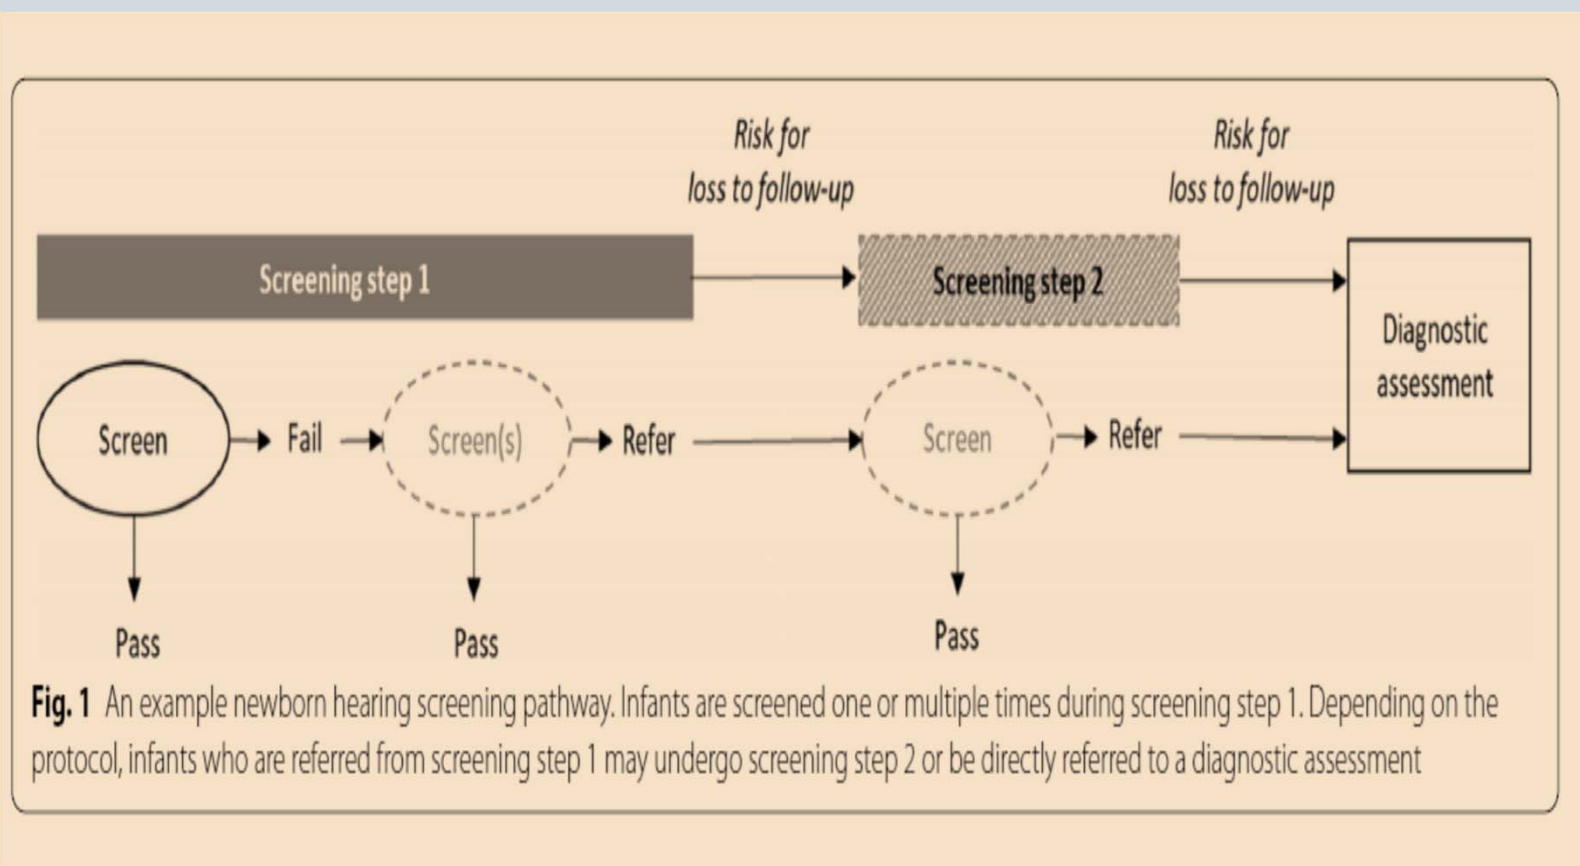 Risk for
loss to follow-up
Risk for
loss to follow-up
Screening step 1
Screening step 2
Diagnostic
assessment
Screen
Fail
Screen(s)
Refer
Screen
Refer
Pass
Pass
Pass
Fig. 1 An example newborn hearing screening pathway. Infants are screened one or multiple times during screening step 1. Depending on the
protocol, infants who are referred from screening step 1 may undergo screening step 2 or be directly referred to a diagnostic assessment